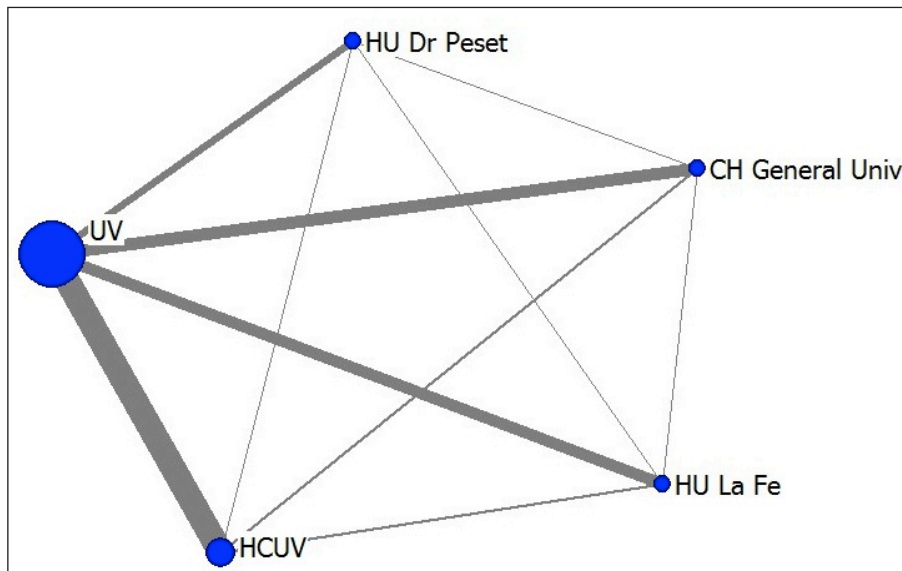 HU Dr Peset
CH General Univ
UV
HU La Fe
HCUV